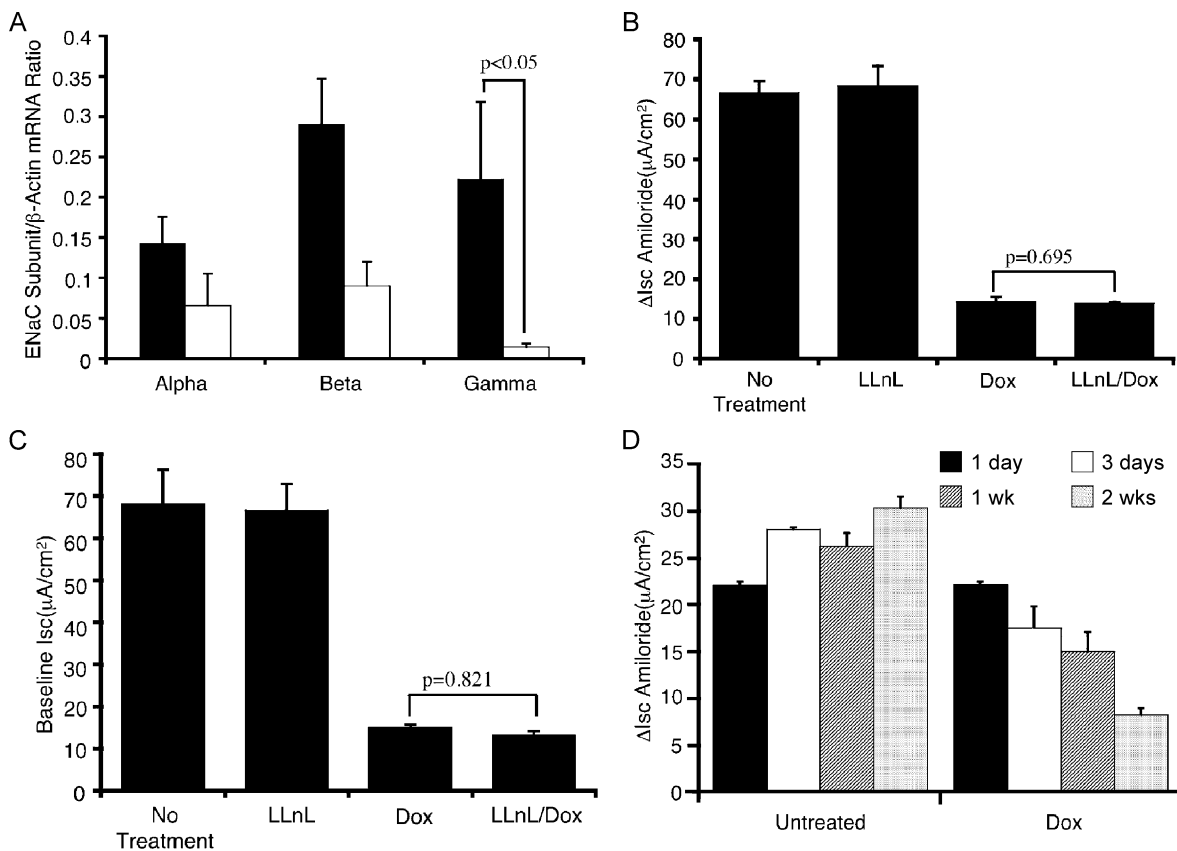 A
ENaC Subunit/β-Actin mRNA Ratio
0.4
0.35
0.3
0.25
0.2
0.15
0.1
0.05
0
p<0.05
Alpha Beta Gamma
B
ΔIsc Amiloride(µA/cm²)
80
70
60
50
40
30
20
10
0
p=0.695
No Treatment LLnL Dox LLnL/Dox
C
Baseline Isc(µA/cm²)
80
70
60
50
40
30
20
10
0
p=0.821
No Treatment LLnL Dox LLnL/Dox
D
ΔIsc Amiloride(µA/cm²)
35
30
25
20
15
10
5
0
1 day 3 days
1 wk 2 wks
Untreated Dox